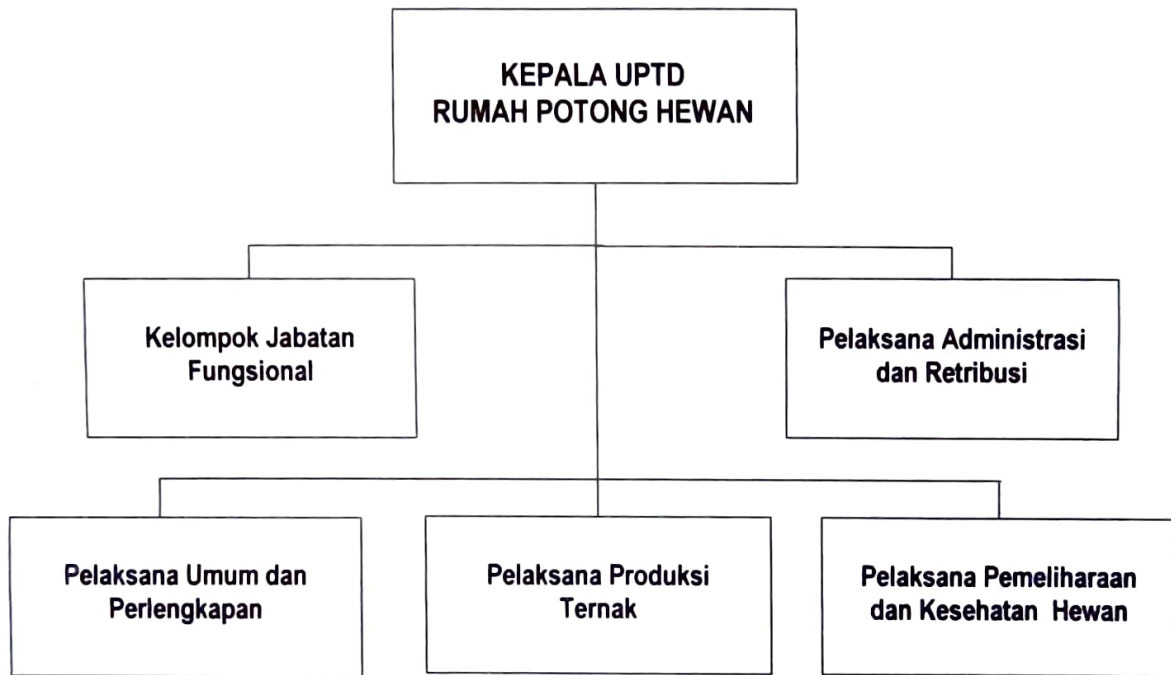 KEPALA UPTD
RUMAH POTONG HEWAN
Kelompok Jabatan
Fungsional
Pelaksana Administrasi
dan Retribusi
Pelaksana Umum dan
Perlengkapan
Pelaksana Produksi
Ternak
Pelaksana Pemeliharaan
dan Kesehatan Hewan